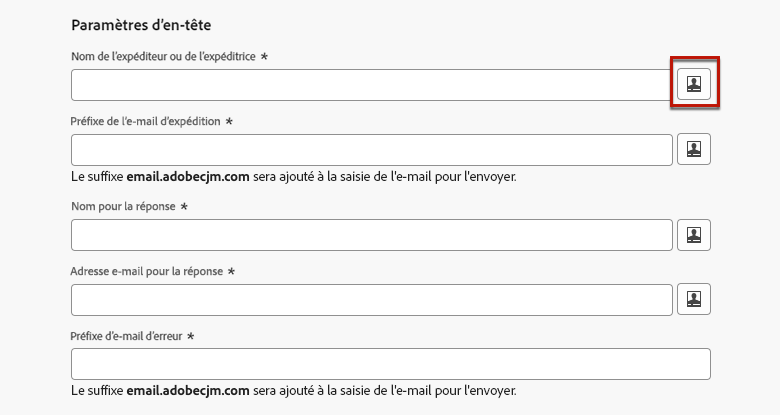 Paramètres d’en-tête
Nom de l’expéditeur ou de l’expéditrice *
Préfixe de l’e-mail d’expédition *
Le suffixe email.adobecjm.com sera ajouté à la saisie de l'e-mail pour l'envoyer.
Nom pour la réponse *
Adresse e-mail pour la réponse *
Préfixe d’e-mail d’erreur *
Le suffixe email.adobecjm.com sera ajouté à la saisie de l'e-mail pour l'envoyer.